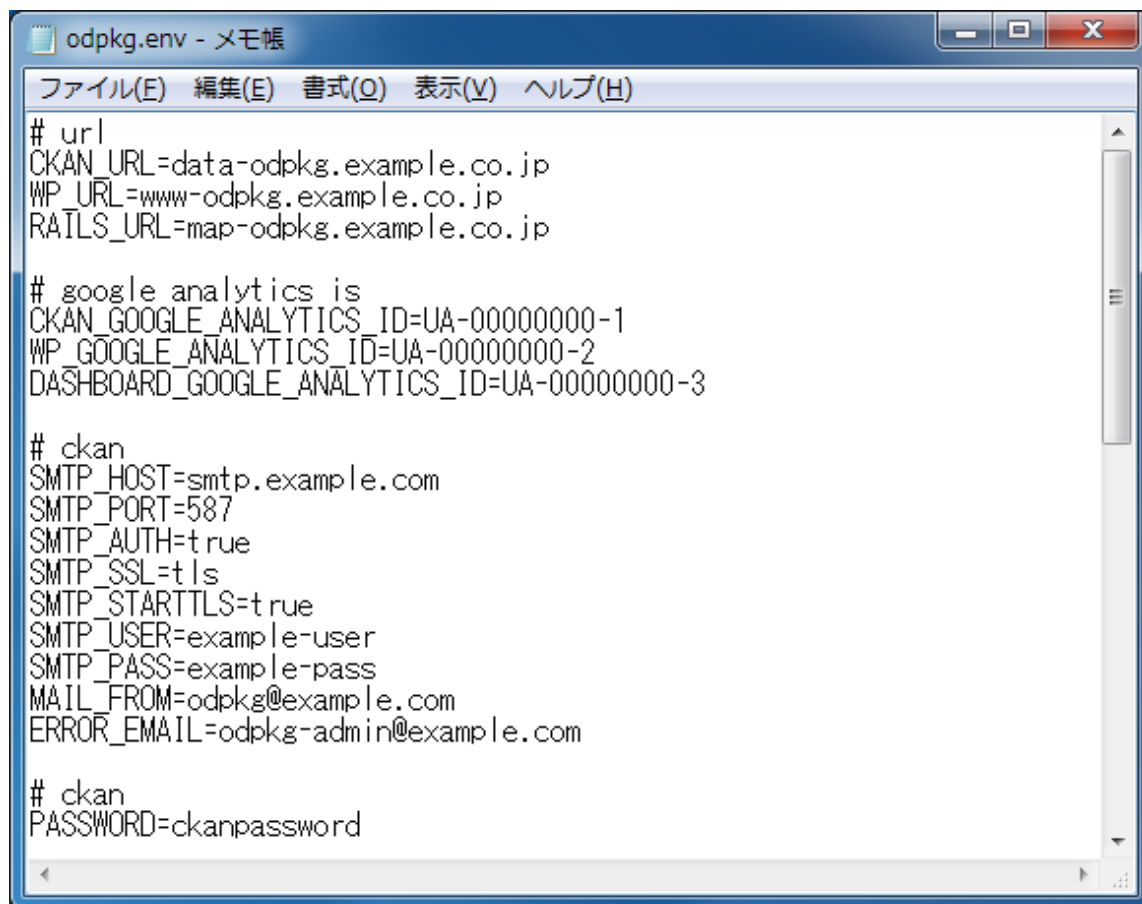 odpkg.env - メモ帳
ファイル(F) 編集(E) 書式(O) 表示(V) ヘルプ(H)
# url
CKAN_URL=data-odpkg.example.co.jp
WP_URL=www-odpkg.example.co.jp
RAILS_URL=map-odpkg.example.co.jp
# google analytics is
CKAN_GOOGLE_ANALYTICS_ID=UA-00000000-1
WP_GOOGLE_ANALYTICS_ID=UA-00000000-2
DASHBOARD_GOOGLE_ANALYTICS_ID=UA-00000000-3
# ckan
SMTP_HOST=smtp.example.com
SMTP_PORT=587
SMTP_AUTH=true
SMTP_SSL=tls
SMTP_STARTTLS=true
SMTP_USER=example-user
SMTP_PASS=example-pass
MAIL_FROM=odpkg@example.com
ERROR_EMAIL=odpkg-admin@example.com
# ckan
PASSWORD=ckanpassword